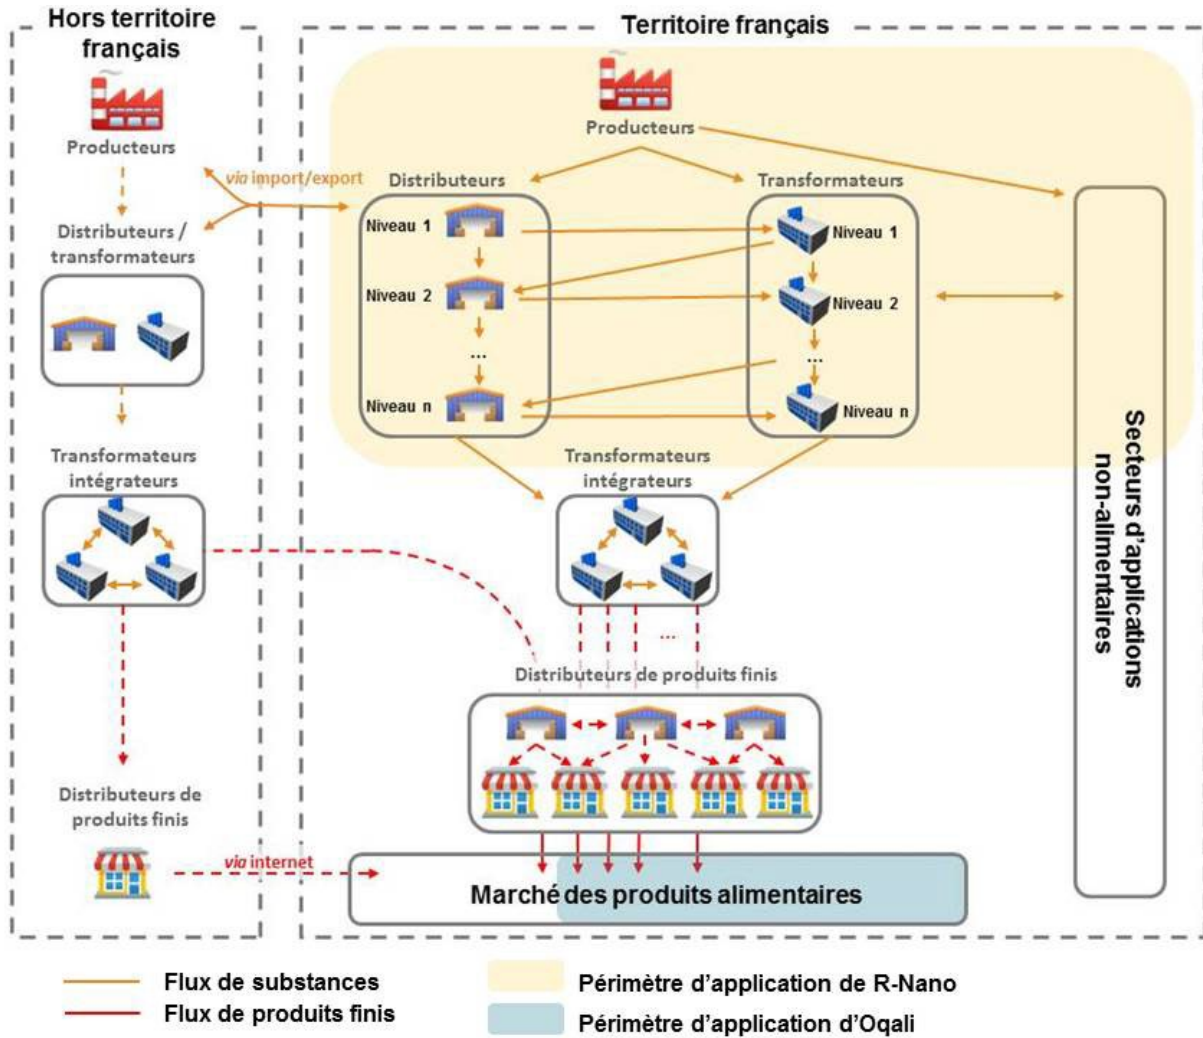 Hors territoire
français
Territoire français
Producteurs
Producteurs
via import/export
Distributeurs
Transformateurs
Niveau 1
Niveau 1
Distributeurs /
transformateurs
Niveau 2
Niveau 2
...
...
Niveau n
Niveau n
Transformateurs
intégrateurs
Transformateurs
intégrateurs
Secteurs d'applications
non-alimentaires
...
Distributeurs de produits finis
Distributeurs de
produits finis
via internet
Marché des produits alimentaires
Flux de substances
Flux de produits finis
Périmètre d'application de R-Nano
Périmètre d'application d'Oqali